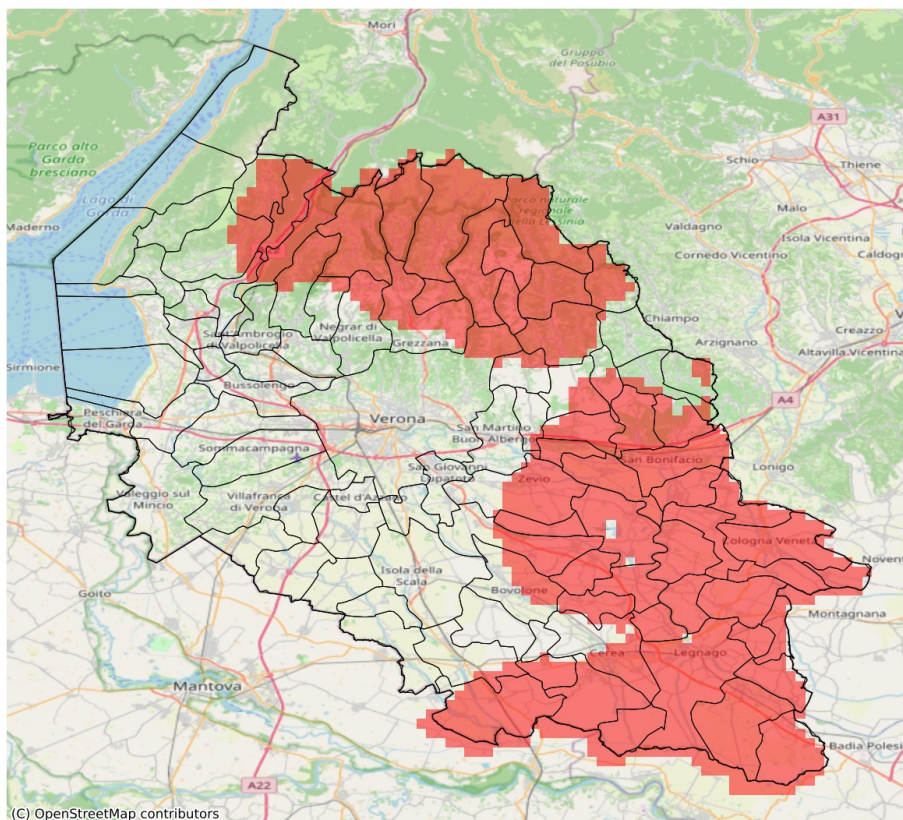 Mori
Gruppo
del Pasubio
A31
Parco alto
Garda
bresciano
Schio
Thiene
Lago di
Garda
Parco naturale
regionale
della Lessinia
Malo
Maderno
Valdagno
Isola Vicentina
Cornedo Vicentino
Caldogno
Chiampo
Sant'Ambrogio
di Valpolicella
Negrar di
Valpolicella
Grezzana
Creazzo
Arzignano
Altavilla Vicentina
Sirmione
Bussolengo
A4
Peschiera
del Garda
Verona
San Martino
Buon Albergo
Sommacampagna
San Bonifacio
Lonigo
San Giovanni
Lupatoto
Zevio
Valeggio sul
Mincio
Villafranca
di Verona
Castel d'Azzano
Cologna Veneta
Isola della
Scala
Bovolone
Goito
Montagnana
Cerea
Legnago
Mantova
Badia Polesi
A22
(C) OpenStreetMap contributors